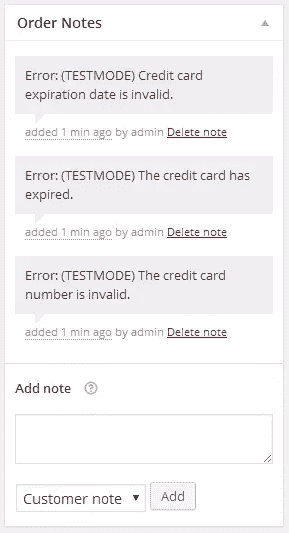 Order Notes
Error: (TESTMODE) Credit card
expiration date is invalid.
added 1 min ago by admin Delete note
Error: (TESTMODE) The credit card has
expired.
added 1 min ago by admin Delete note
Error: (TESTMODE) The credit card
number is invalid.
added 1 min ago by admin Delete note
Add note ?
Customer note Add